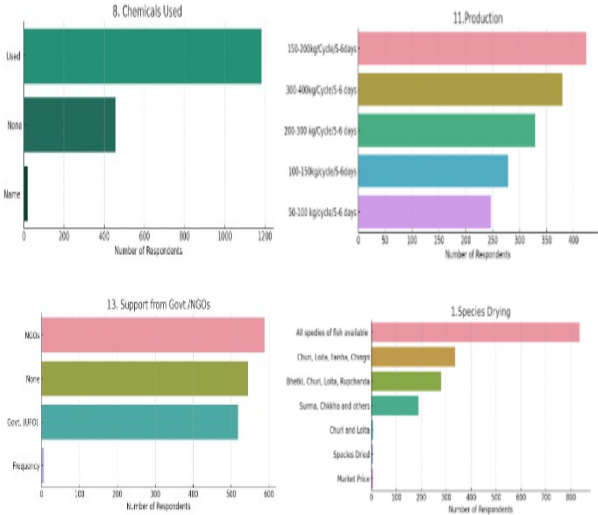 8. Chemicals Used
Used
None
Name
0 200 400 600 800 1000 1200
Number of Respondents
11.Production
150-200kg/Cycle/5-6days
300-400kg/Cycle/5-6 days
200-300 kg/Cycle/5-6 days
100-150kg/cycle/5-6days
50-100 kg/cycle/5-6 days
0 50 100 150 200 250 300 350 400
Number of Respondents
13. Support from Govt./NGOs
NGOs
None
Govt. (UFO)
Frequency
0 100 200 300 400 500 600
Number of Respondents
1.Species Drying
All spedies of fish available
Churi, Loita, Faisha, Chingri
Bhetki, Churi, Loita, Rupchanda
Surma, Chikkha and others
Churi and Loita
Species Dried
Market Price
0 100 200 300 400 500 600 700 800
Number of Respondents